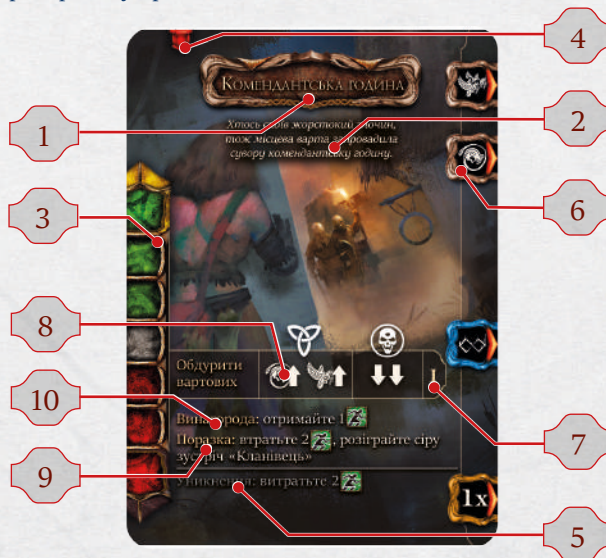 4
Комендантська година
1
2
Хтось скоїв жорстокий злочин,
тож місцева варта запровадила
сувору комендантську годину.
6
3
8
Обдурити
вартових
I
10
Винагорода: отримайте 1
Поразка: втратьте 2 , розіграйте сіру
зустріч «Кланівець»
7
9
Уникнення: витратьте 2
1x
5